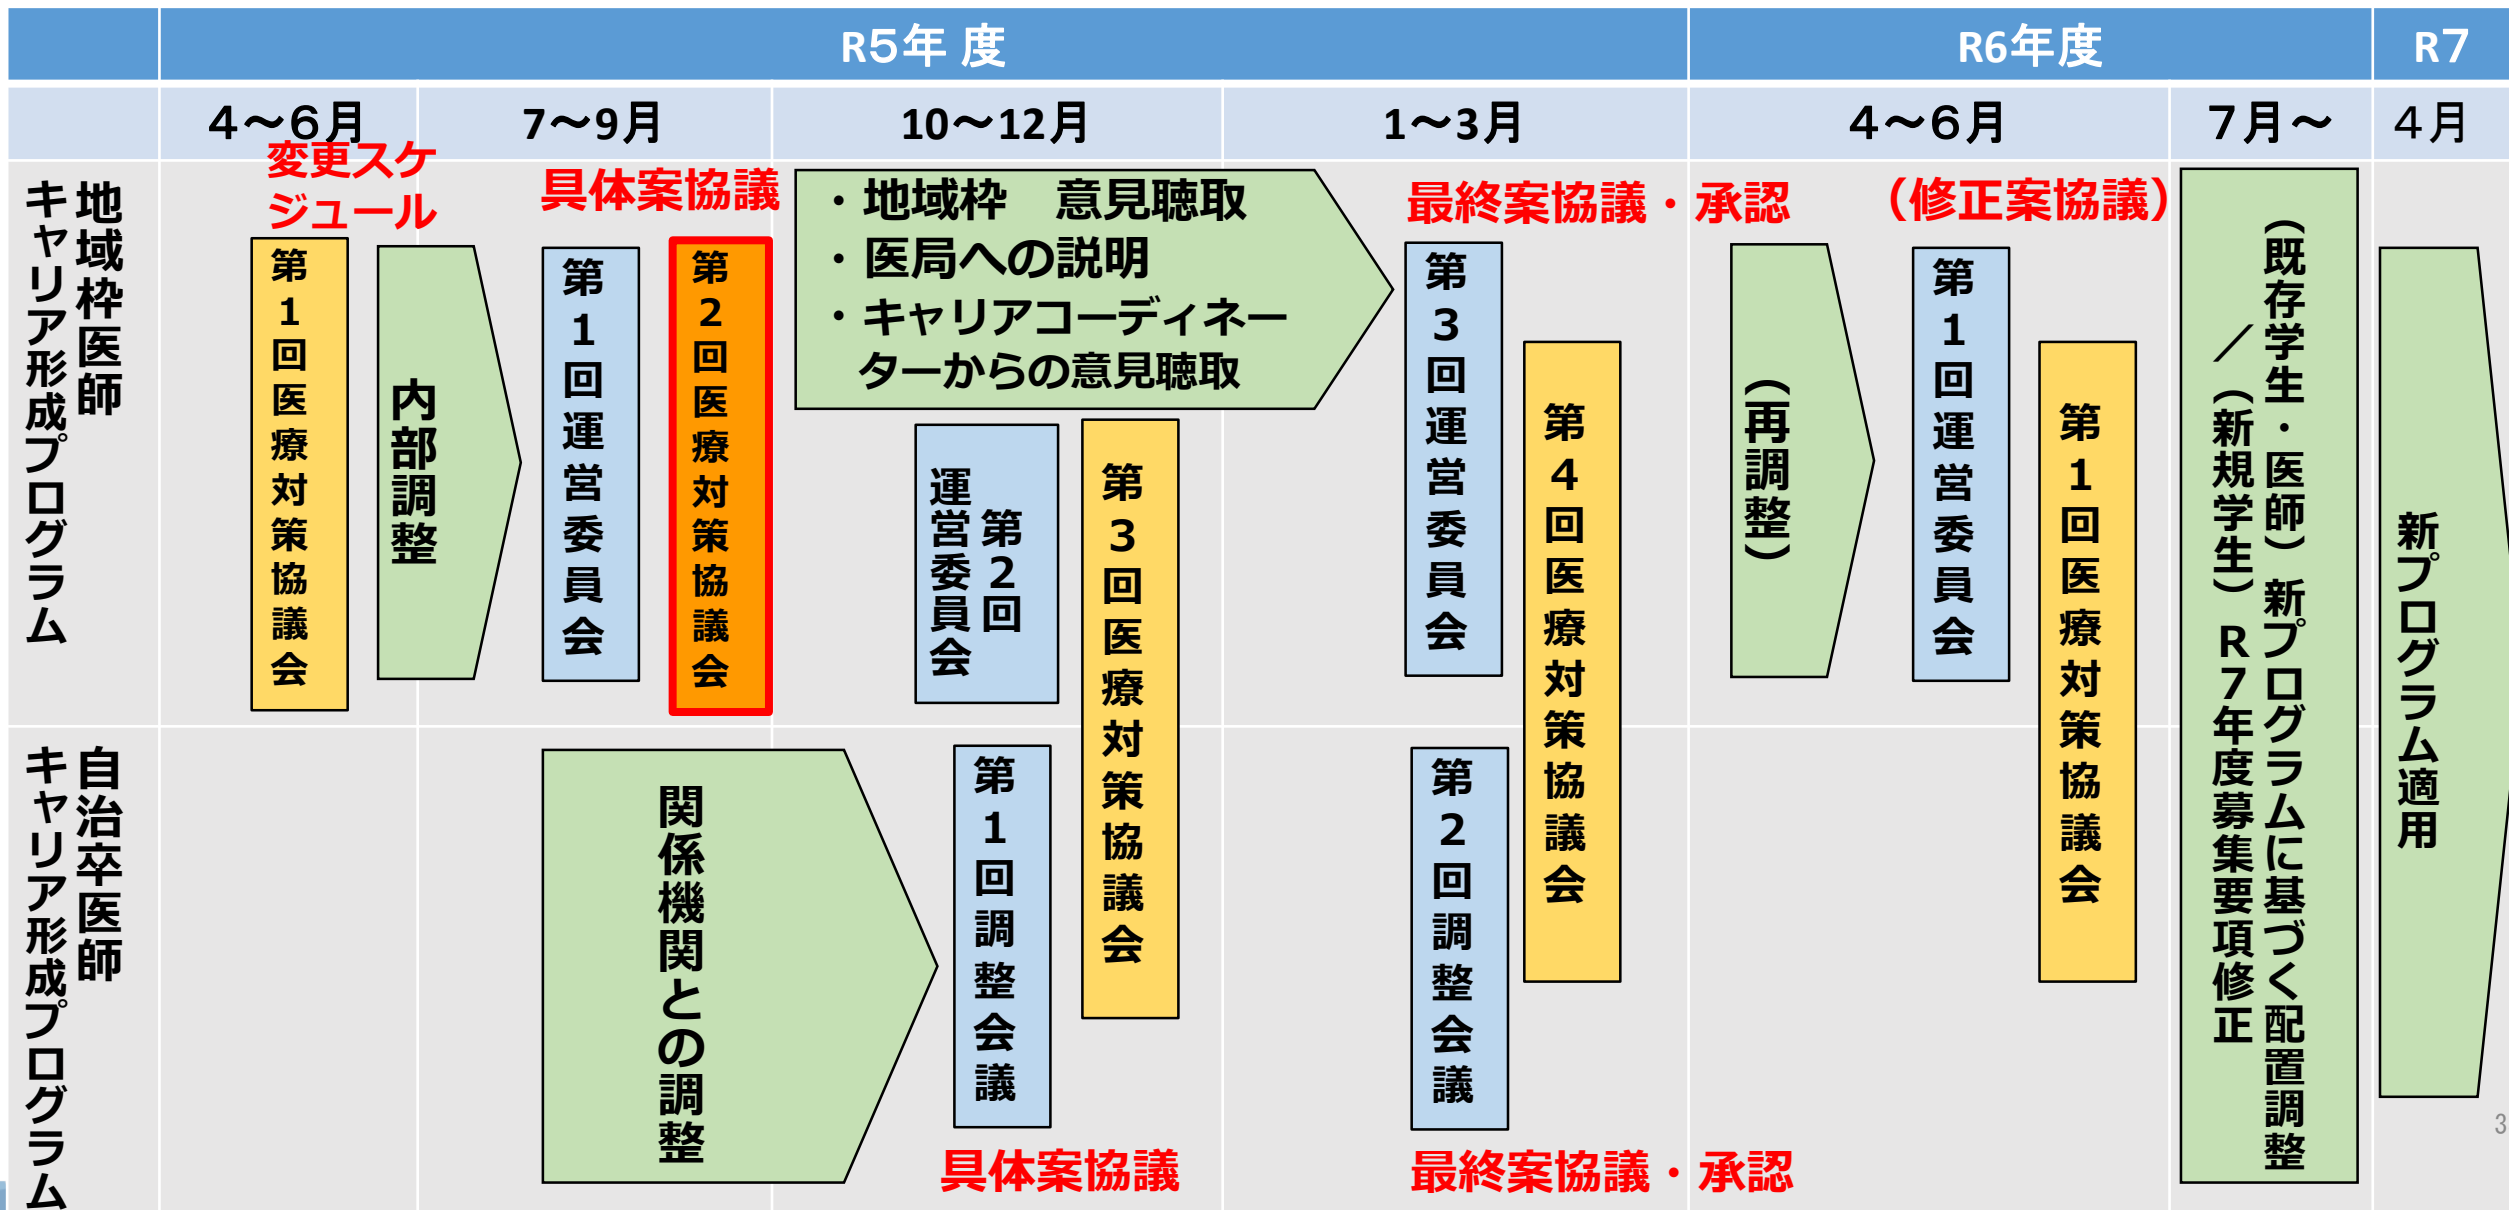 R5年 度
R6年度
R7
4～6月
7～9月
10～12月
1～3月
4～6月
7月～
4月
地域枠医師
キャリア形成プログラム
変更スケ
ジュール
第1回医療対策協議会
内部調整
具体案協議
第1回運営委員会
第2回医療対策協議会
・地域枠　意見聴取
・医局への説明
・キャリアコーディネー
ターからの意見聴取
第2回
運営委員会
第3回医療対策協議会
最終案協議・承認
第3回運営委員会
第4回医療対策協議会
（再調整）
（修正案協議）
第1回運営委員会
第1回医療対策協議会
（既存学生・医師）新プログラムに基づく配置調整
／（新規学生）R7年度募集要項修正
新プログラム適用
自治卒医師
キャリア形成プログラム
関係機関との調整
第1回調整会議
具体案協議
第2回調整会議
最終案協議・承認
3